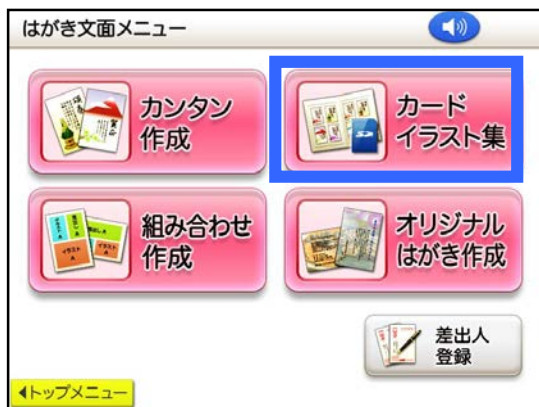 はがき文面メニュー
カンタン
作成
カード
イラスト集
組み合わせ
作成
オリジナル
はがき作成
差出人
登録
トップメニュー